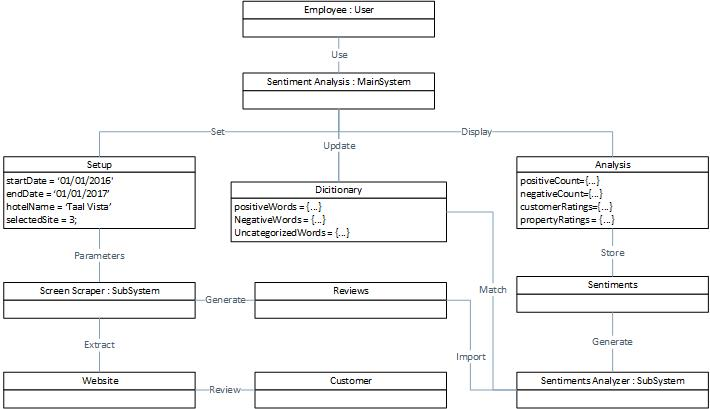 Employee : User
Use
Sentiment Analysis : MainSystem
Set
Update
Display
Setup
startDate = ‘01/01/2016’
endDate = ‘01/01/2017’
hotelName = ‘Taal Vista’
selectedSite = 3;
Dicitionary
positiveWords = {...}
NegativeWords = {...}
UncategorizedWords = {...}
Analysis
positiveCount={...}
negativeCount={...}
customerRatings={...}
propertyRatings = {...}
Parameters
Store
Screen Scraper : SubSystem
Generate
Reviews
Match
Sentiments
Extract
Import
Generate
Website
Review
Customer
Sentiments Analyzer : SubSystem